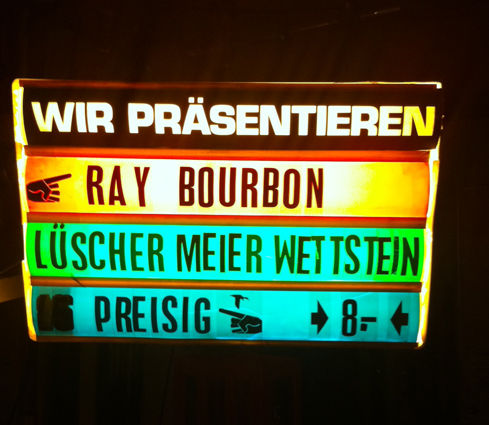 WIR PRÄSENTIEREN
RAY BOURBON
LÜSCHER MEIER WETTSTEIN
PREISIG 8.-